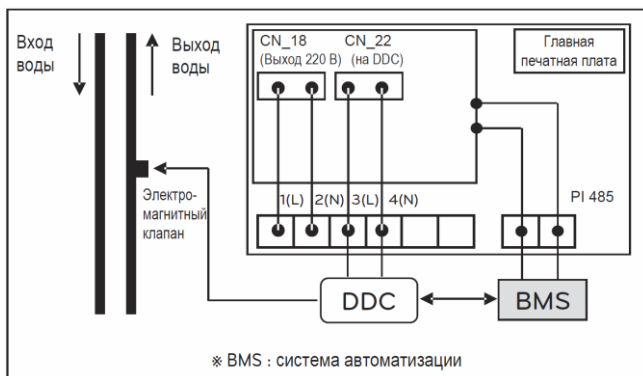 Вход
воды
Выход
воды
CN_18
(Выход 220 В)
CN_22
(на DDC)
Главная
печатная плата
Электро-
магнитный
клапан
1(L)
2(N)
3(L)
4(N)
PI 485
DDC
BMS
※ BMS : система автоматизации